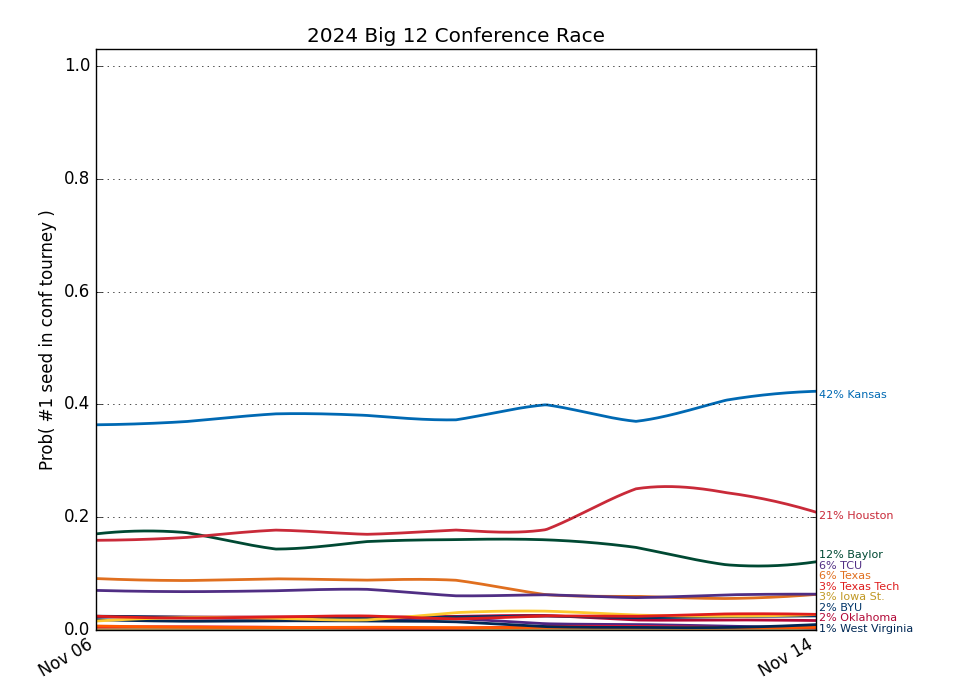 2024 Big 12 Conference Race
Prob( #1 seed in conf tourney )
1.0
0.8
0.6
0.4
0.2
0.0
42% Kansas
21% Houston
12% Baylor
6% TCU
6% Texas
3% Texas Tech
3% Iowa St.
2% BYU
2% Oklahoma
1% West Virginia
Nov 06
Nov 14